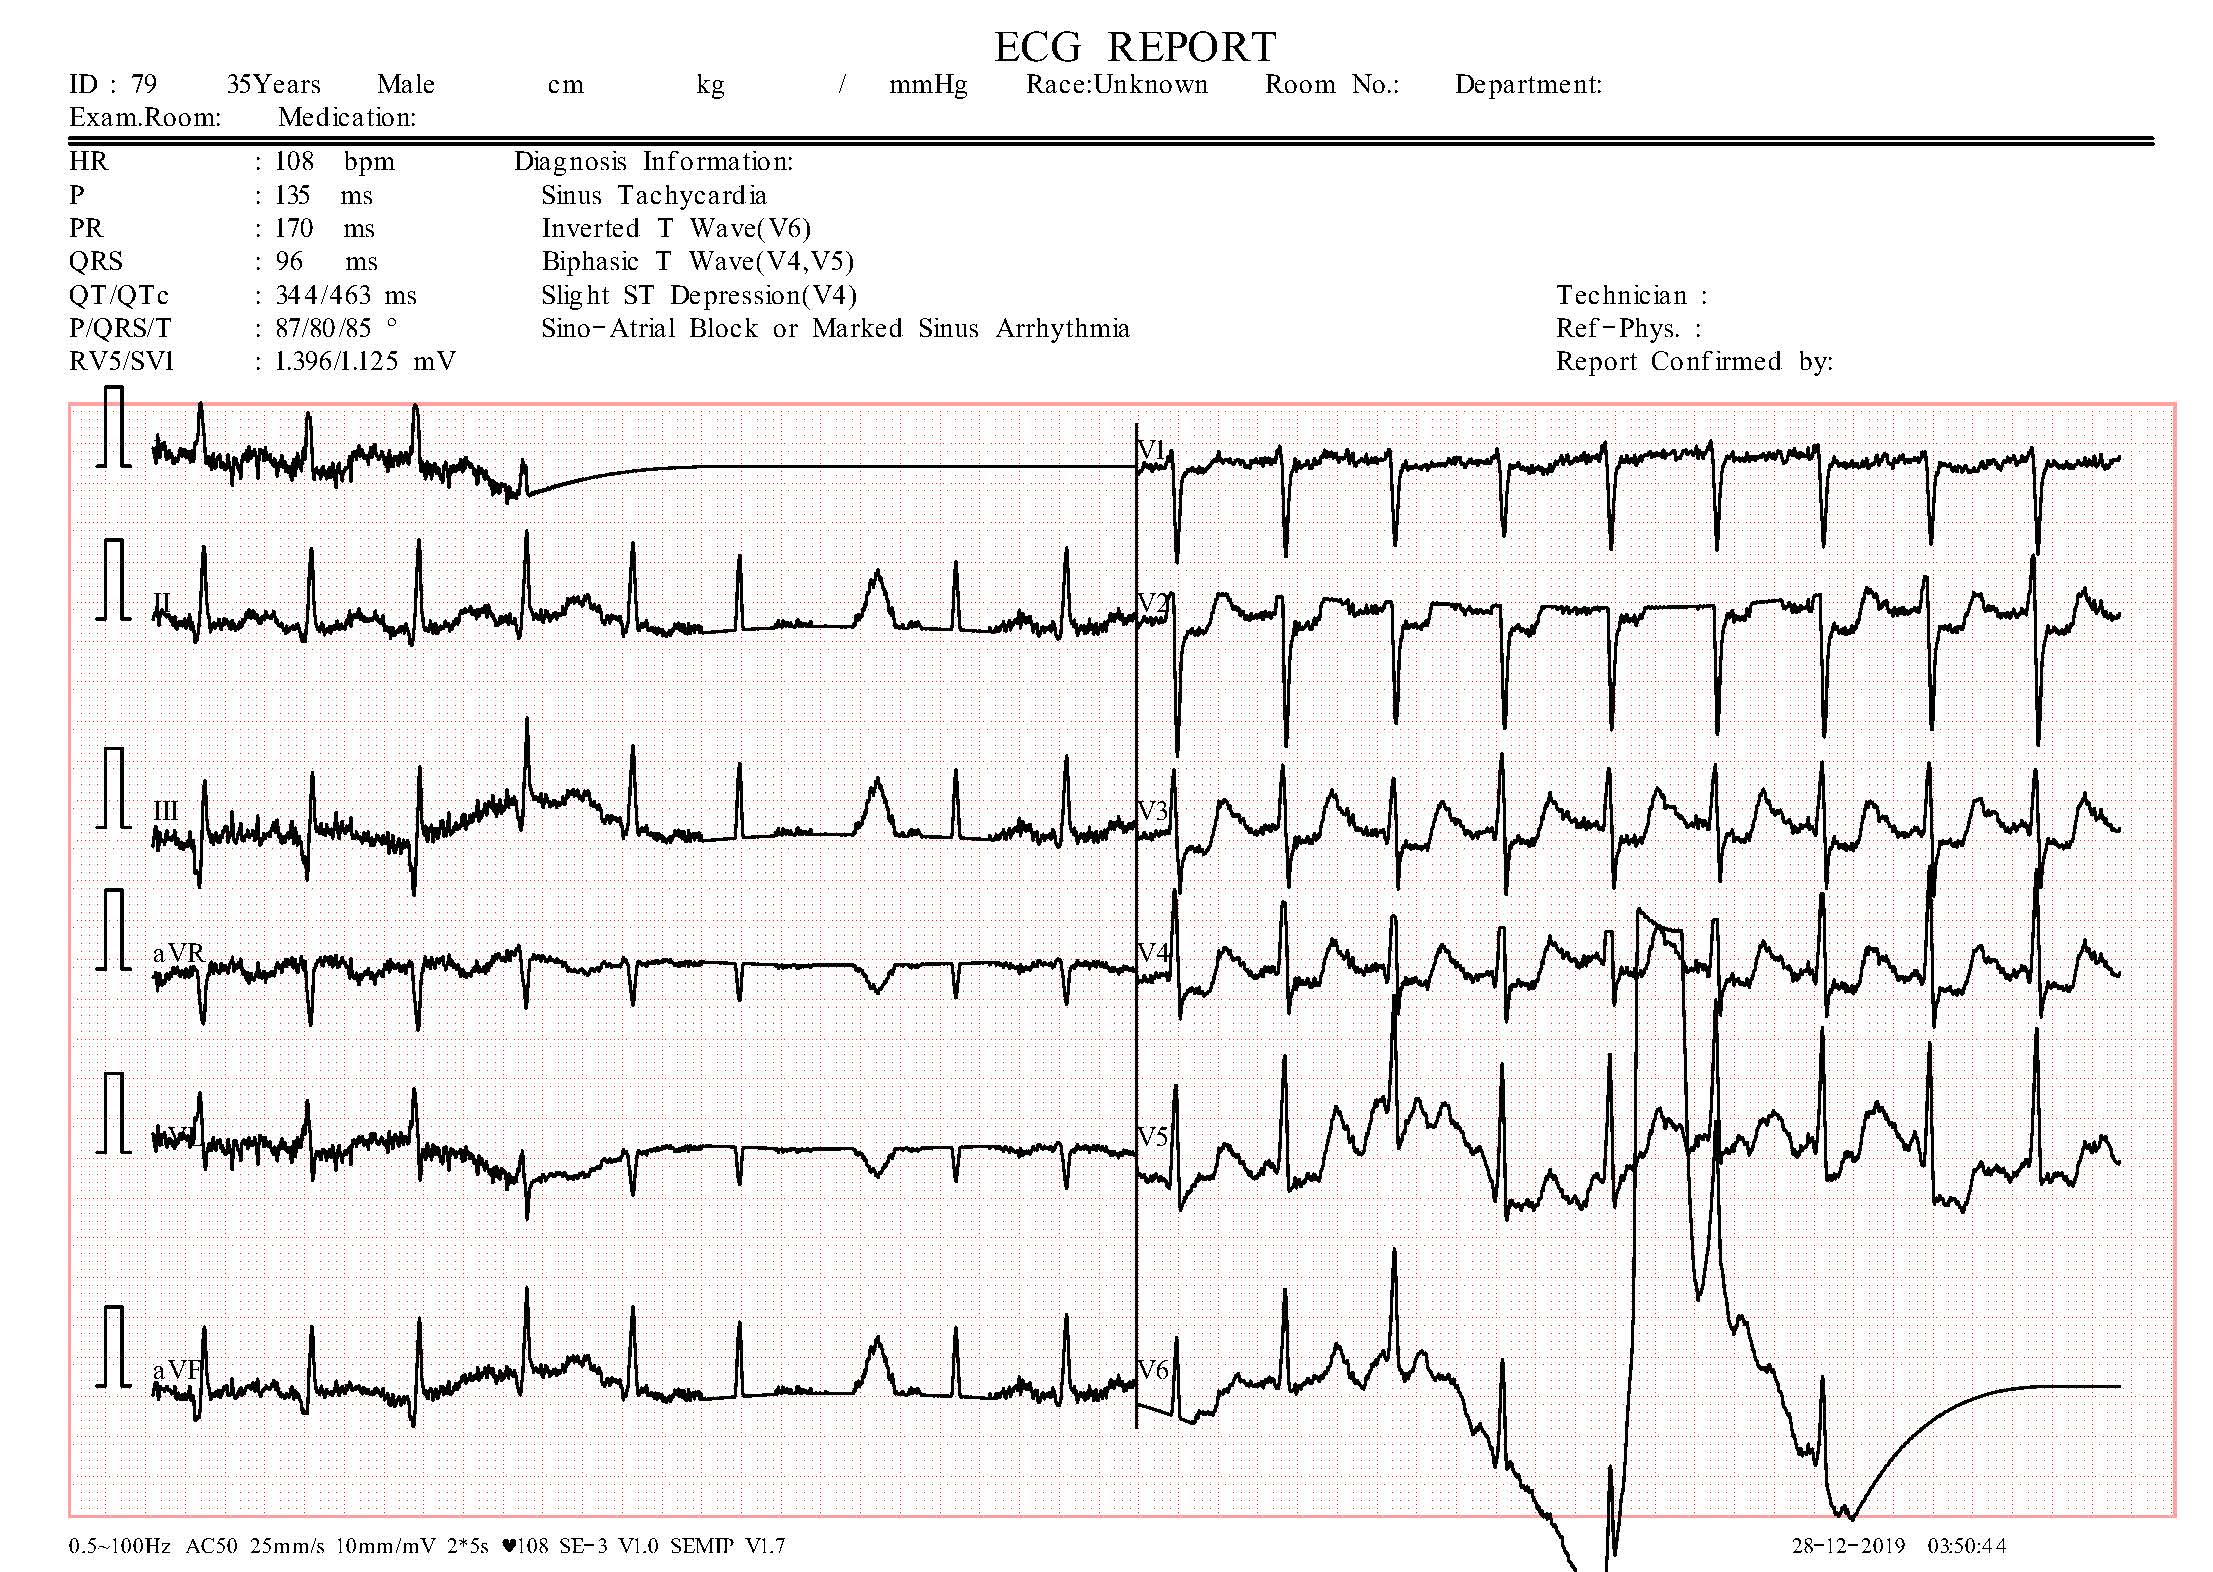 ECG REPORT
ID : 79 35Years Male cm kg / mmHg Race:Unknown Room No.: Department:
Exam.Room: Medication:
HR : 108 bpm Diagnosis Information:
P : 135 ms Sinus Tachycardia
PR : 170 ms Inverted T Wave(V6)
QRS : 96 ms Biphasic T Wave(V4,V5)
QT/QTc : 344/463 ms Slight ST Depression(V4) Technician :
P/QRS/T : 87/80/85 ° Sino-Atrial Block or Marked Sinus Arrhythmia Ref-Phys. :
RV5/SV1 : 1.396/1.125 mV Report Confirmed by:
V1
II V2
III V3
aVR V4
V5
aVF V6
0.5~100Hz AC50 25mm/s 10mm/mV 2*5s ♥108 SE-3 V1.0 SEMIP V1.7 28-12-2019 03:50:44